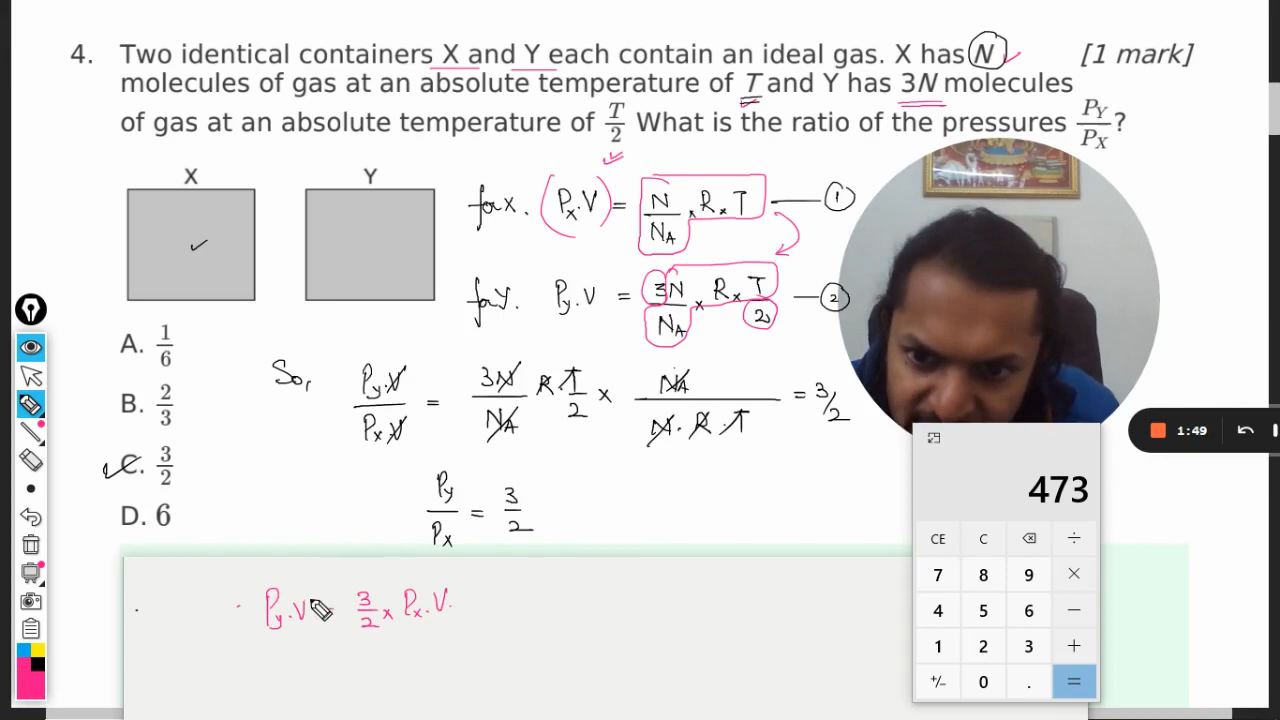 4. Two identical containers X and Y each contain an ideal gas. X has N [1 mark]
molecules of gas at an absolute temperature of T and Y has 3N molecules
of gas at an absolute temperature of T/2 What is the ratio of the pressures P_Y/P_X?
X Y
for X. (Px.V) = N/NA × R × T — ①
for Y. Py.V = 3N/NA × R × T/2 — ②
A. 1/6
B. 2/3
C. 3/2
D. 6
So, Py.V/Px.V = 3N/NA R.T/2 × NA/N.R.T = 3/2
Py/Px = 3/2
Py.V = 3/2 × Px.V.
1:49
473
CE C ⌫ ÷
7 8 9 ×
4 5 6 −
1 2 3 +
+/− 0 . =